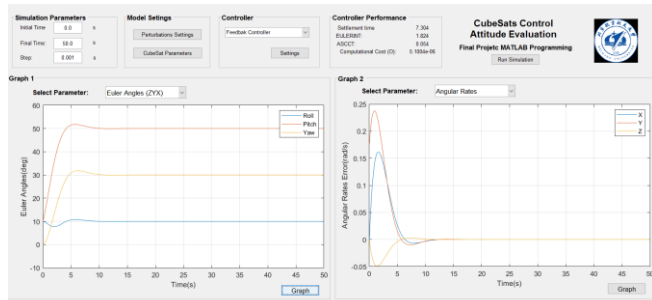 Simulation Parameters
Initial Time 0.0 s
Final Time: 50.0 s
Step: 0.001 s
Model Setings
Perturbations Settings
CubeSat Parameters
Controller
Feedbak Controller
Settings
Controller Performance
Settlement time 7.304
EULERINT: 1.824
ASCCT: 0.054
Computational Cost (O):
CubeSats Control
Attitude Evaluation
Final Projetc MATLAB Programming
Run Simulation
Graph 1
Select Parameter: Euler Angles (ZYX)
60
50
40
30
20
10
0
-10
Euler Angles(deg)
Roll
Pitch
Yaw
0 5 10 15 20 25 30 35 40 45 50
Time(s)
Graph
Graph 2
Select Parameter: Angular Rates
0.25
0.2
0.15
0.1
0.05
0
-0.05
Angular Rates Error(rad/s)
X
Y
Z
0 5 10 15 20 25 30 35 40 45 50
Time(s)
Graph